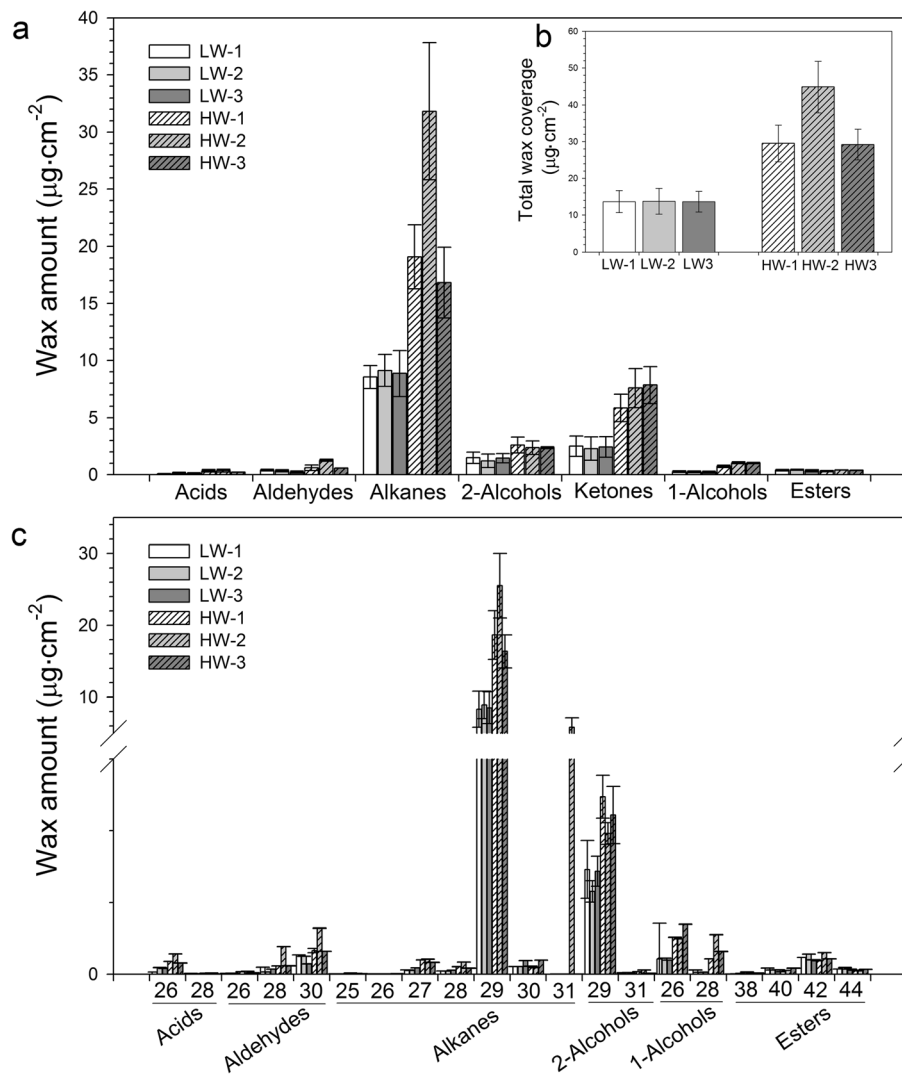 a
40
35
30
25
20
15
10
5
0
Wax amount (μg·cm⁻²)
LW-1
LW-2
LW-3
HW-1
HW-2
HW-3
Acids Aldehydes Alkanes 2-Alcohols Ketones 1-Alcohols Esters
b
60
50
40
30
20
10
0
Total wax coverage
(μg·cm⁻²)
LW-1 LW-2 LW3 HW-1 HW-2 HW3
c
30
20
10
0
Wax amount (μg·cm⁻²)
LW-1
LW-2
LW-3
HW-1
HW-2
HW-3
26 28 26 28 30 25 26 27 28 29 30 31 29 31 26 28 38 40 42 44
Acids Aldehydes Alkanes 2-Alcohols 1-Alcohols Esters